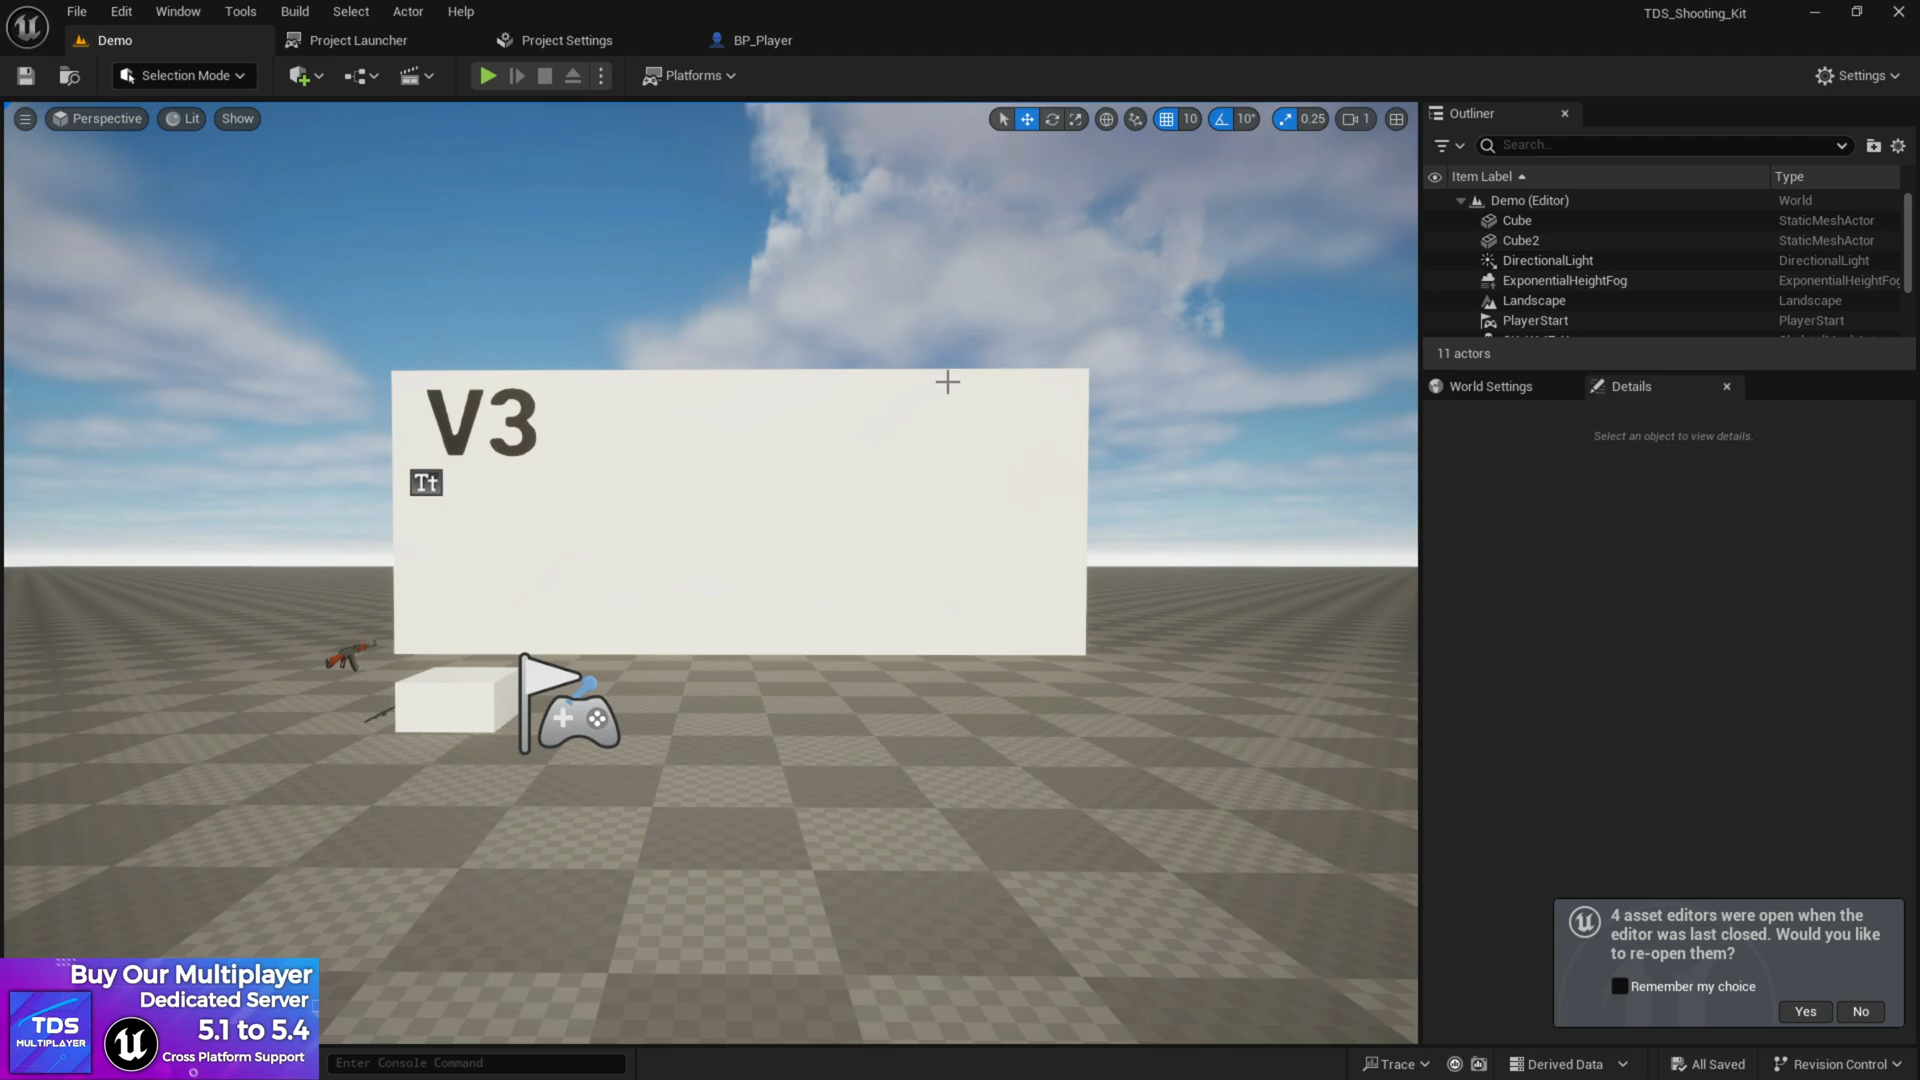 File Edit Window Tools Build Select Actor Help
TDS_Shooting_Kit
Demo
Project Launcher
Project Settings
BP_Player
Selection Mode
Platforms
Settings
Perspective
Lit
Show
10
10°
0.25
1
Outliner
Search...
Item Label
Type
Demo (Editor)
World
Cube
StaticMeshActor
Cube2
StaticMeshActor
DirectionalLight
DirectionalLight
ExponentialHeightFog
ExponentialHeightFog
Landscape
Landscape
PlayerStart
PlayerStart
11 actors
World Settings
Details
Select an object to view details.
V3
Tt
4 asset editors were open when the
editor was last closed. Would you like
to re-open them?
Remember my choice
Yes
No
Buy Our Multiplayer
Dedicated Server
5.1 to 5.4
Cross Platform Support
TDS
MULTIPLAYER
Enter Console Command
Trace
Derived Data
All Saved
Revision Control